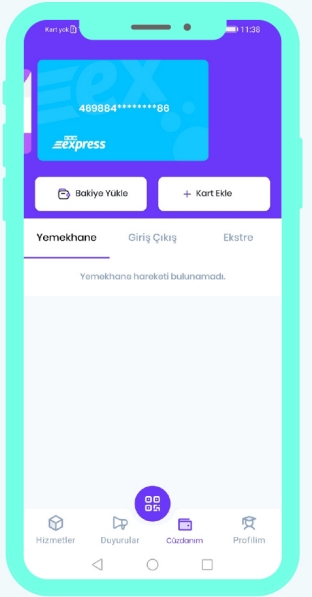 Kart yok
11:38
469884********86
express
Bakiye Yükle
+ Kart Ekle
Yemekhane Giriş Çıkış Ekstre
Yemekhane hareketi bulunamadı.
Hizmetler Duyurular Cüzdanım Profilim